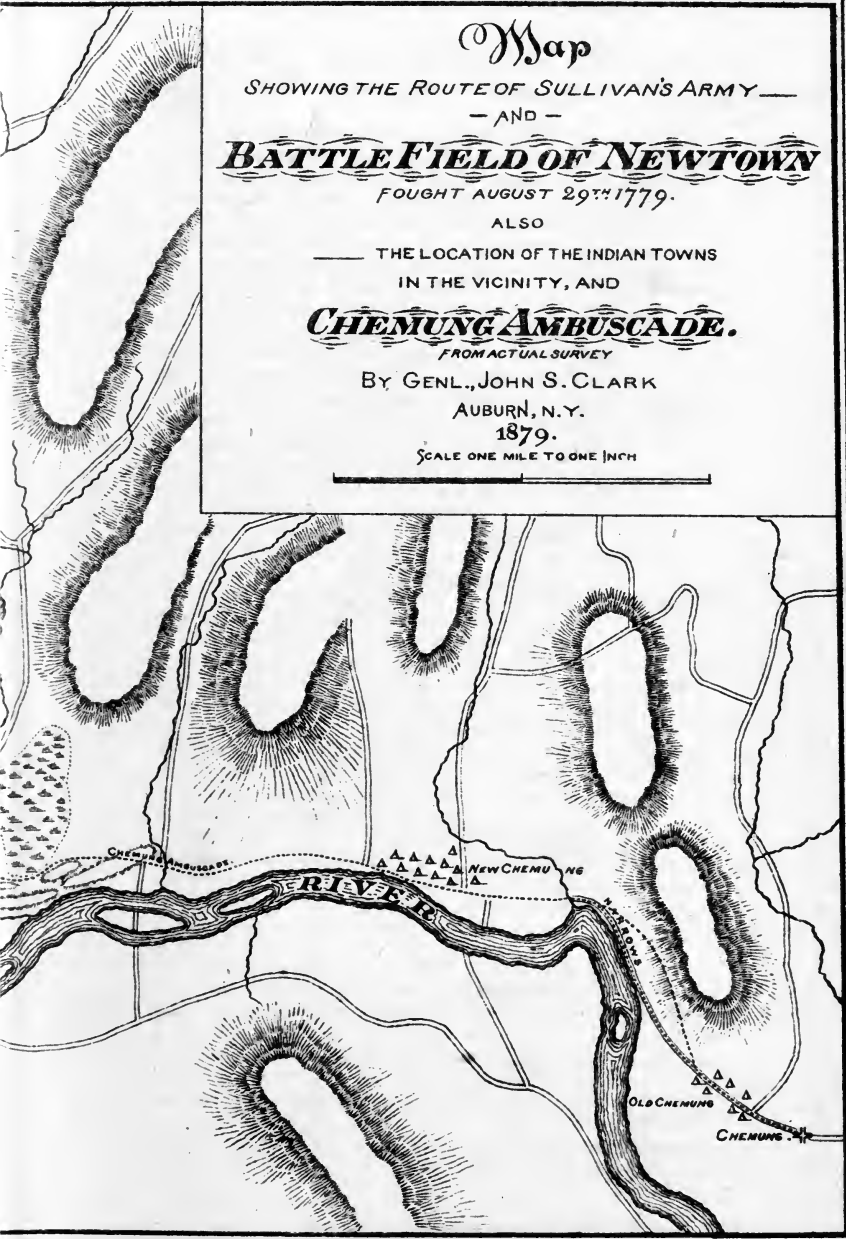 Map
SHOWING THE ROUTE OF SULLIVAN'S ARMY
— AND —
BATTLE FIELD OF NEWTOWN
FOUGHT AUGUST 29TH 1779.
ALSO
THE LOCATION OF THE INDIAN TOWNS
IN THE VICINITY, AND
CHEMUNG AMBUSCADE.
FROM ACTUAL SURVEY
BY GENL., JOHN S. CLARK
AUBURN, N.Y.
1879.
SCALE ONE MILE TO ONE INCH
CHEMUNG AMBUSCADE.
NEW CHEMUNG
RIVER
NARROWS
OLD CHEMUNG
CHEMUNG.